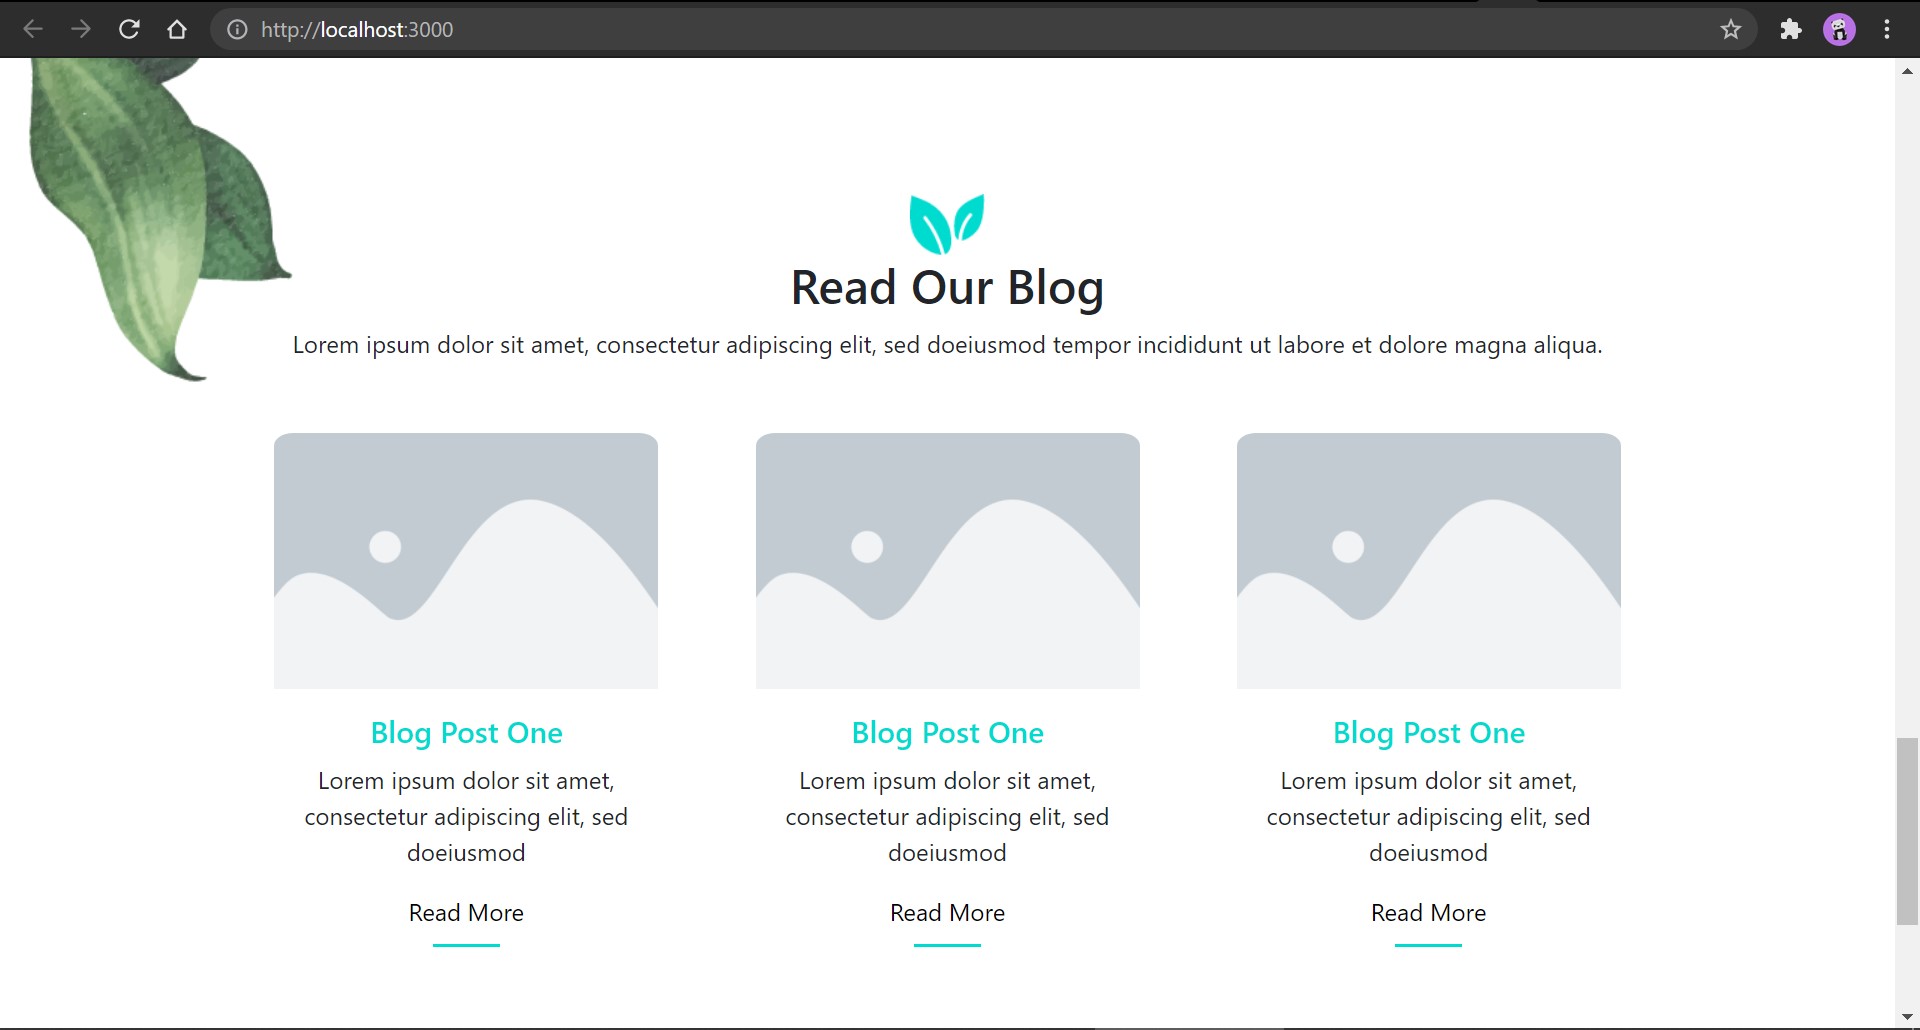 http://localhost:3000
Read Our Blog
Lorem ipsum dolor sit amet, consectetur adipiscing elit, sed doeiusmod tempor incididunt ut labore et dolore magna aliqua.
Blog Post One
Lorem ipsum dolor sit amet,
consectetur adipiscing elit, sed
doeiusmod
Read More
Blog Post One
Lorem ipsum dolor sit amet,
consectetur adipiscing elit, sed
doeiusmod
Read More
Blog Post One
Lorem ipsum dolor sit amet,
consectetur adipiscing elit, sed
doeiusmod
Read More